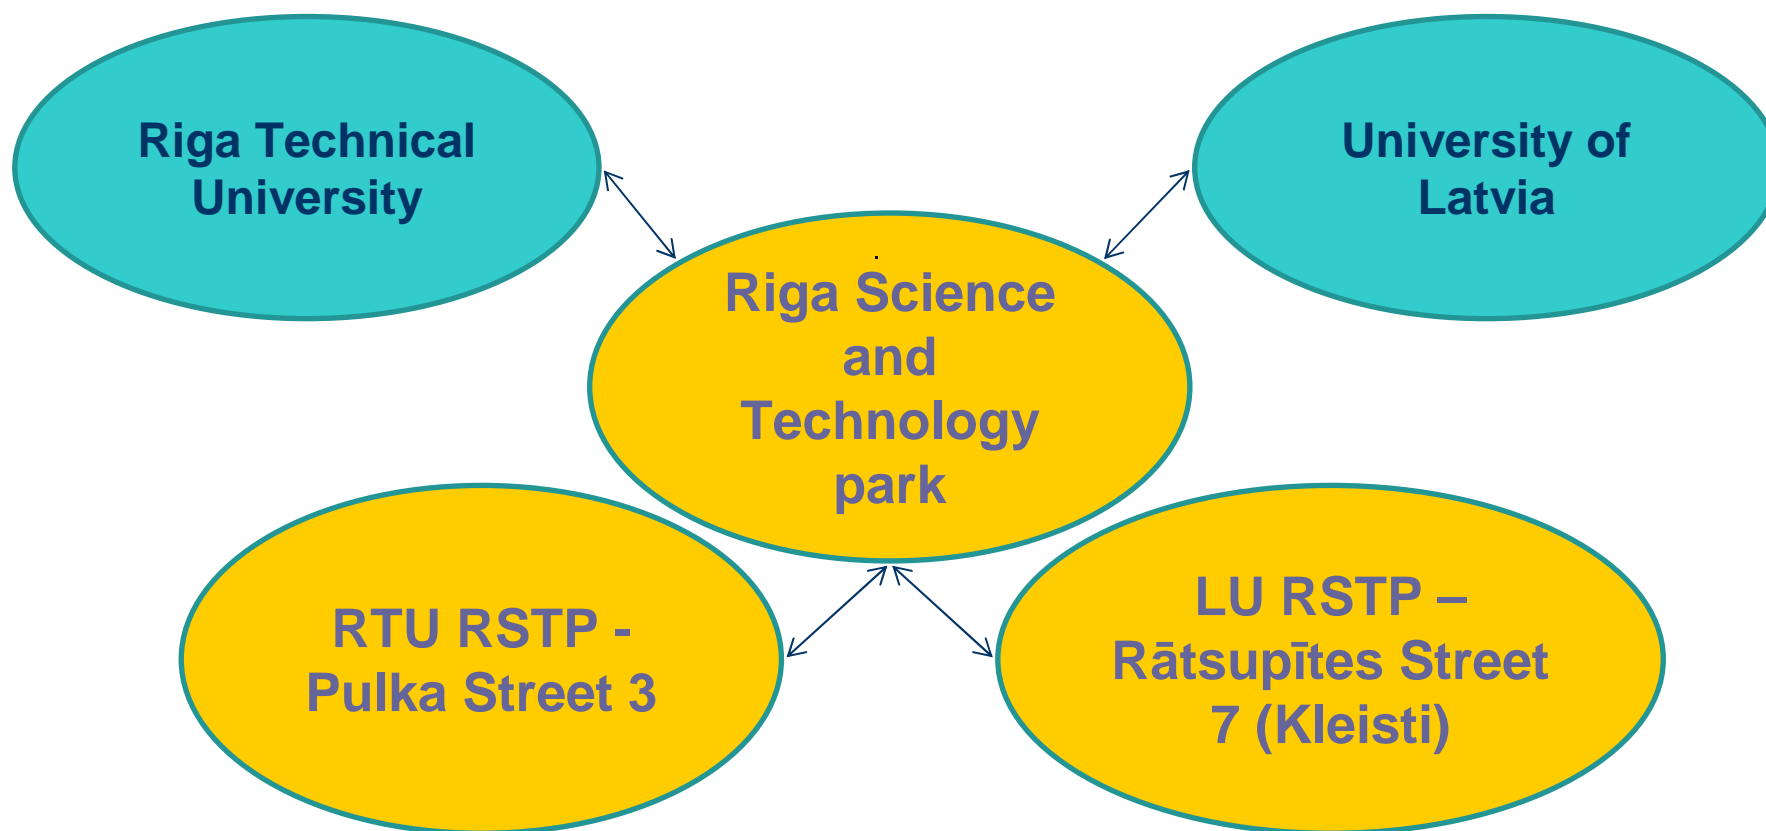 Riga Technical
University
University of
Latvia
.
Riga Science
and
Technology
park
RTU RSTP -
Pulka Street 3
LU RSTP –
Rātsupītes Street
7 (Kleisti)